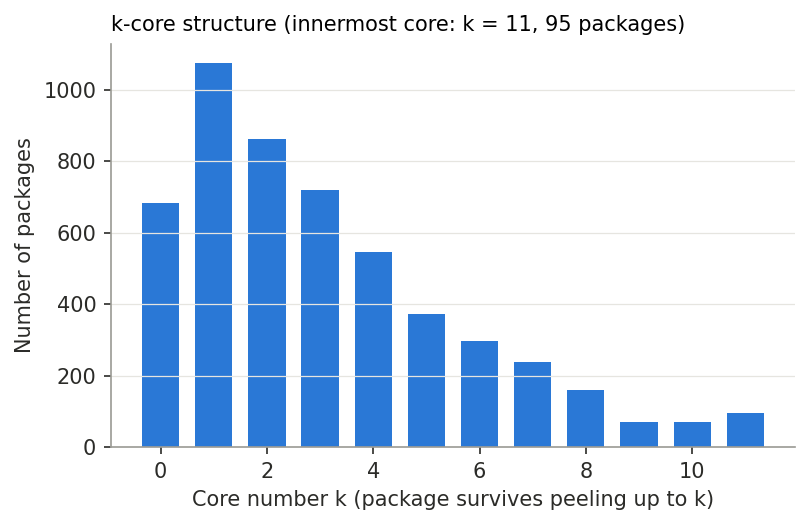 k-core structure (innermost core: k = 11, 95 packages)
Number of packages
1000
800
600
400
200
0
0 2 4 6 8 10
Core number k (package survives peeling up to k)